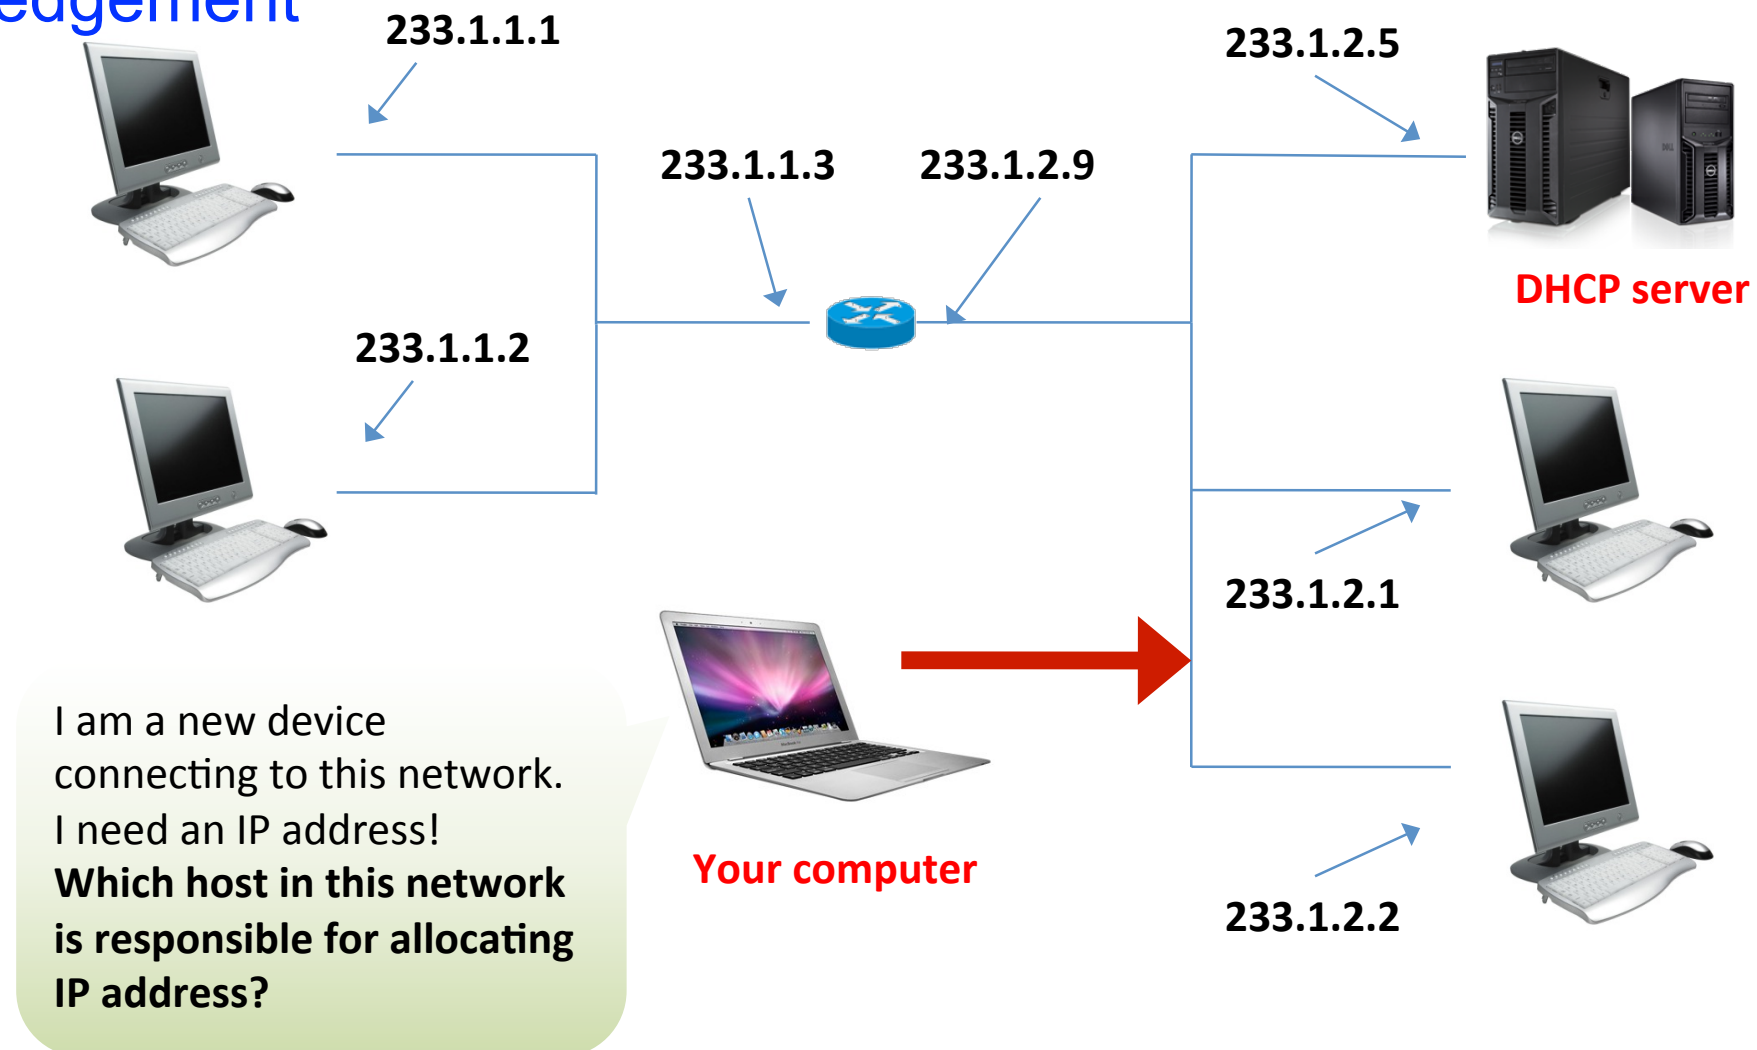 edgement
233.1.1.1
233.1.2.5
233.1.1.3
233.1.2.9
DHCP server
233.1.1.2
233.1.2.1
I am a new device
connecting to this network.
I need an IP address!
Which host in this network
is responsible for allocating
IP address?
Your computer
233.1.2.2